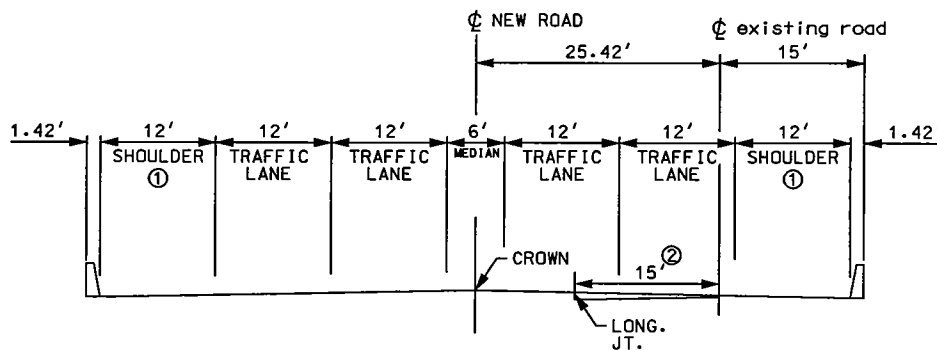 ℄ NEW ROAD
℄ existing road
25.42'
15'
1.42'
12'
12'
12'
6'
12'
12'
12'
1.42
SHOULDER
①
TRAFFIC
LANE
TRAFFIC
LANE
MEDIAN
TRAFFIC
LANE
TRAFFIC
LANE
SHOULDER
①
CROWN
15'
②
LONG.
JT.